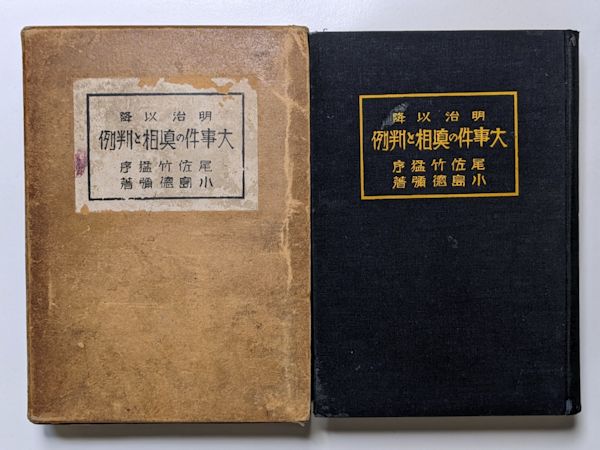 明治以降
大事件の眞相と判例
尾佐竹猛序
小島德彌著
明治以降
大事件の眞相と判例
尾佐竹猛序
小島德彌著